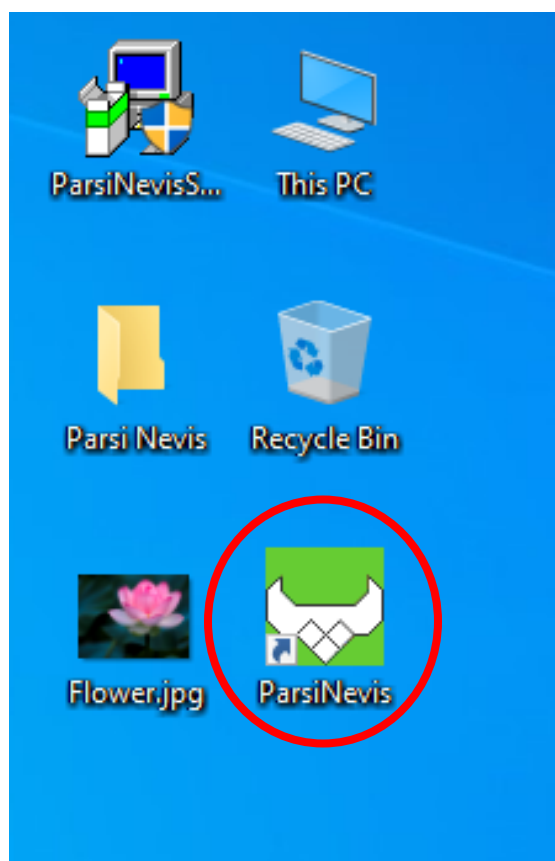 ParsiNevisS...
This PC
Parsi Nevis
Recycle Bin
Flower.jpg
ParsiNevis